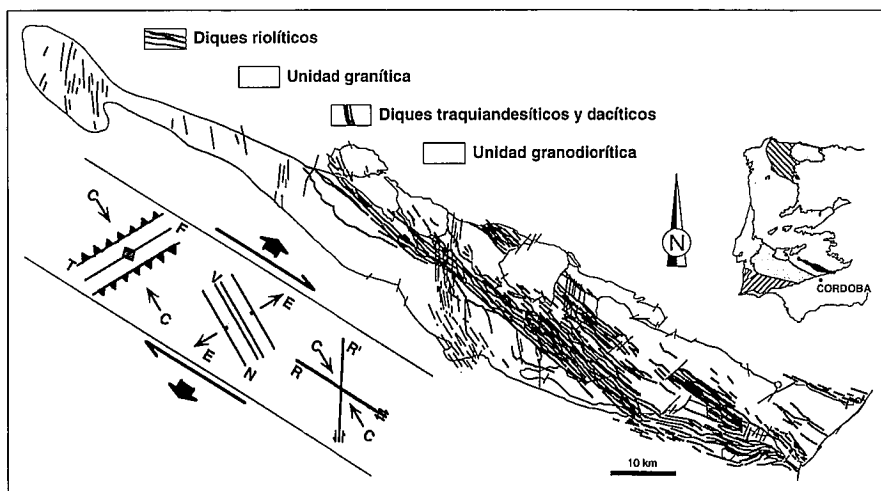 Diques riolíticos
Unidad granítica
Diques traquiandesíticos y dacíticos
Unidad granodiorítica
N
CORDOBA
C
F
T
C
V
E
E
N
C
R'
R
C
10 km